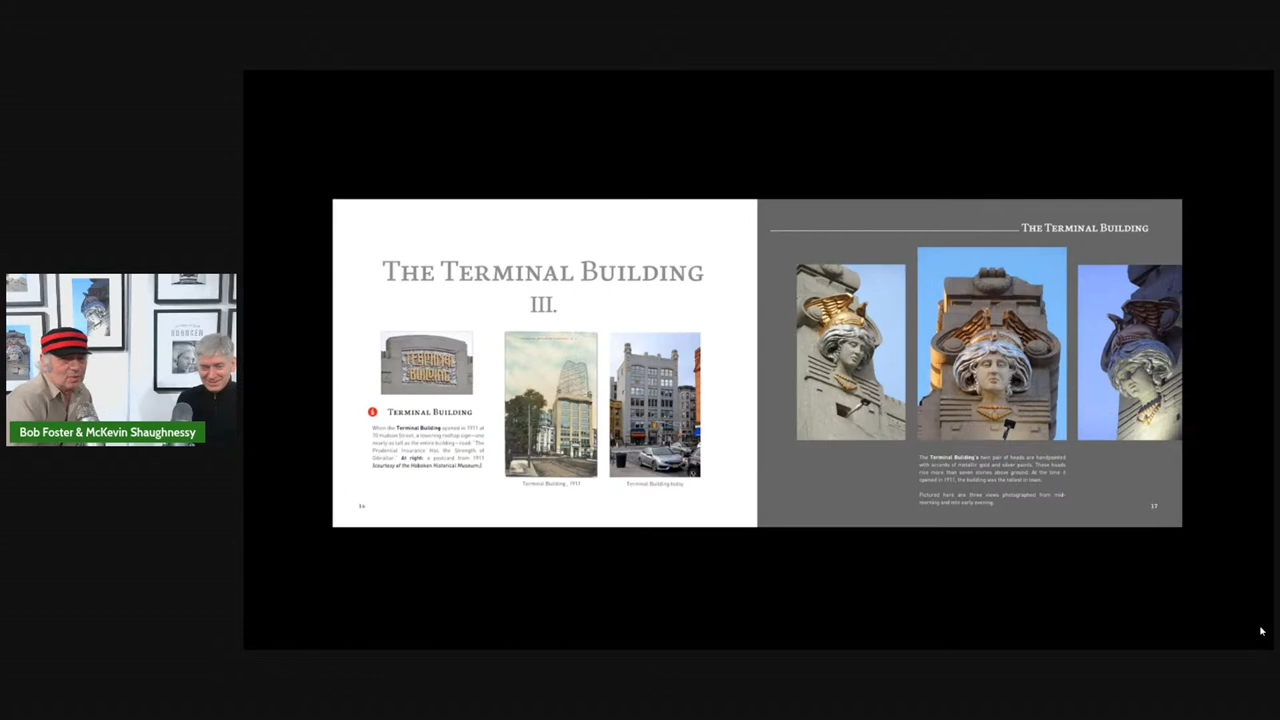 THE TERMINAL BUILDING
III.
TERMINAL
BUILDING
6 TERMINAL BUILDING
When the Terminal Building opened in 1911 at
70 Hudson Street, a towering rooftop sign—one
nearly as tall as the entire building—read "The
Prudential Insurance Has the Strength of
Gibraltar." At right: a postcard from 1911
(courtesy of the Hoboken Historical Museum).
Terminal Building, 1911
Terminal Building today
16
THE TERMINAL BUILDING
The Terminal Building's twin pair of heads are handpainted
with accents of metallic gold and silver paints. These heads
rise more than seven stories above ground. At the time it
opened in 1911, the building was the tallest in town.
Pictured here are three views photographed from mid-
morning and into early evening.
17
HOBOKEN
Bob Foster & McKevin Shaughnessy